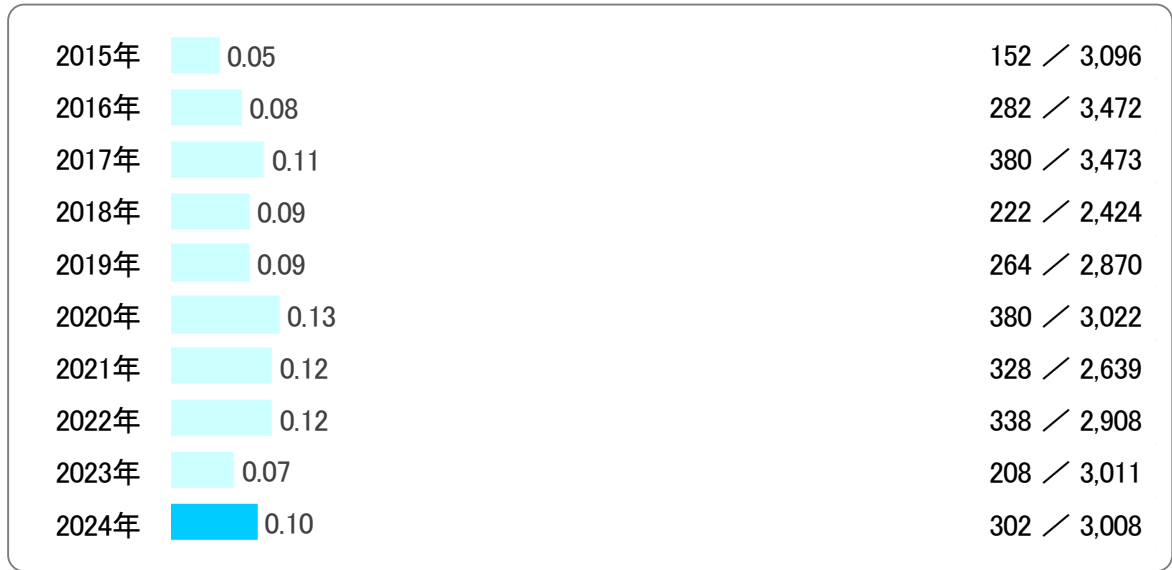 2015年 0.05 152 ／ 3,096
2016年 0.08 282 ／ 3,472
2017年 0.11 380 ／ 3,473
2018年 0.09 222 ／ 2,424
2019年 0.09 264 ／ 2,870
2020年 0.13 380 ／ 3,022
2021年 0.12 328 ／ 2,639
2022年 0.12 338 ／ 2,908
2023年 0.07 208 ／ 3,011
2024年 0.10 302 ／ 3,008